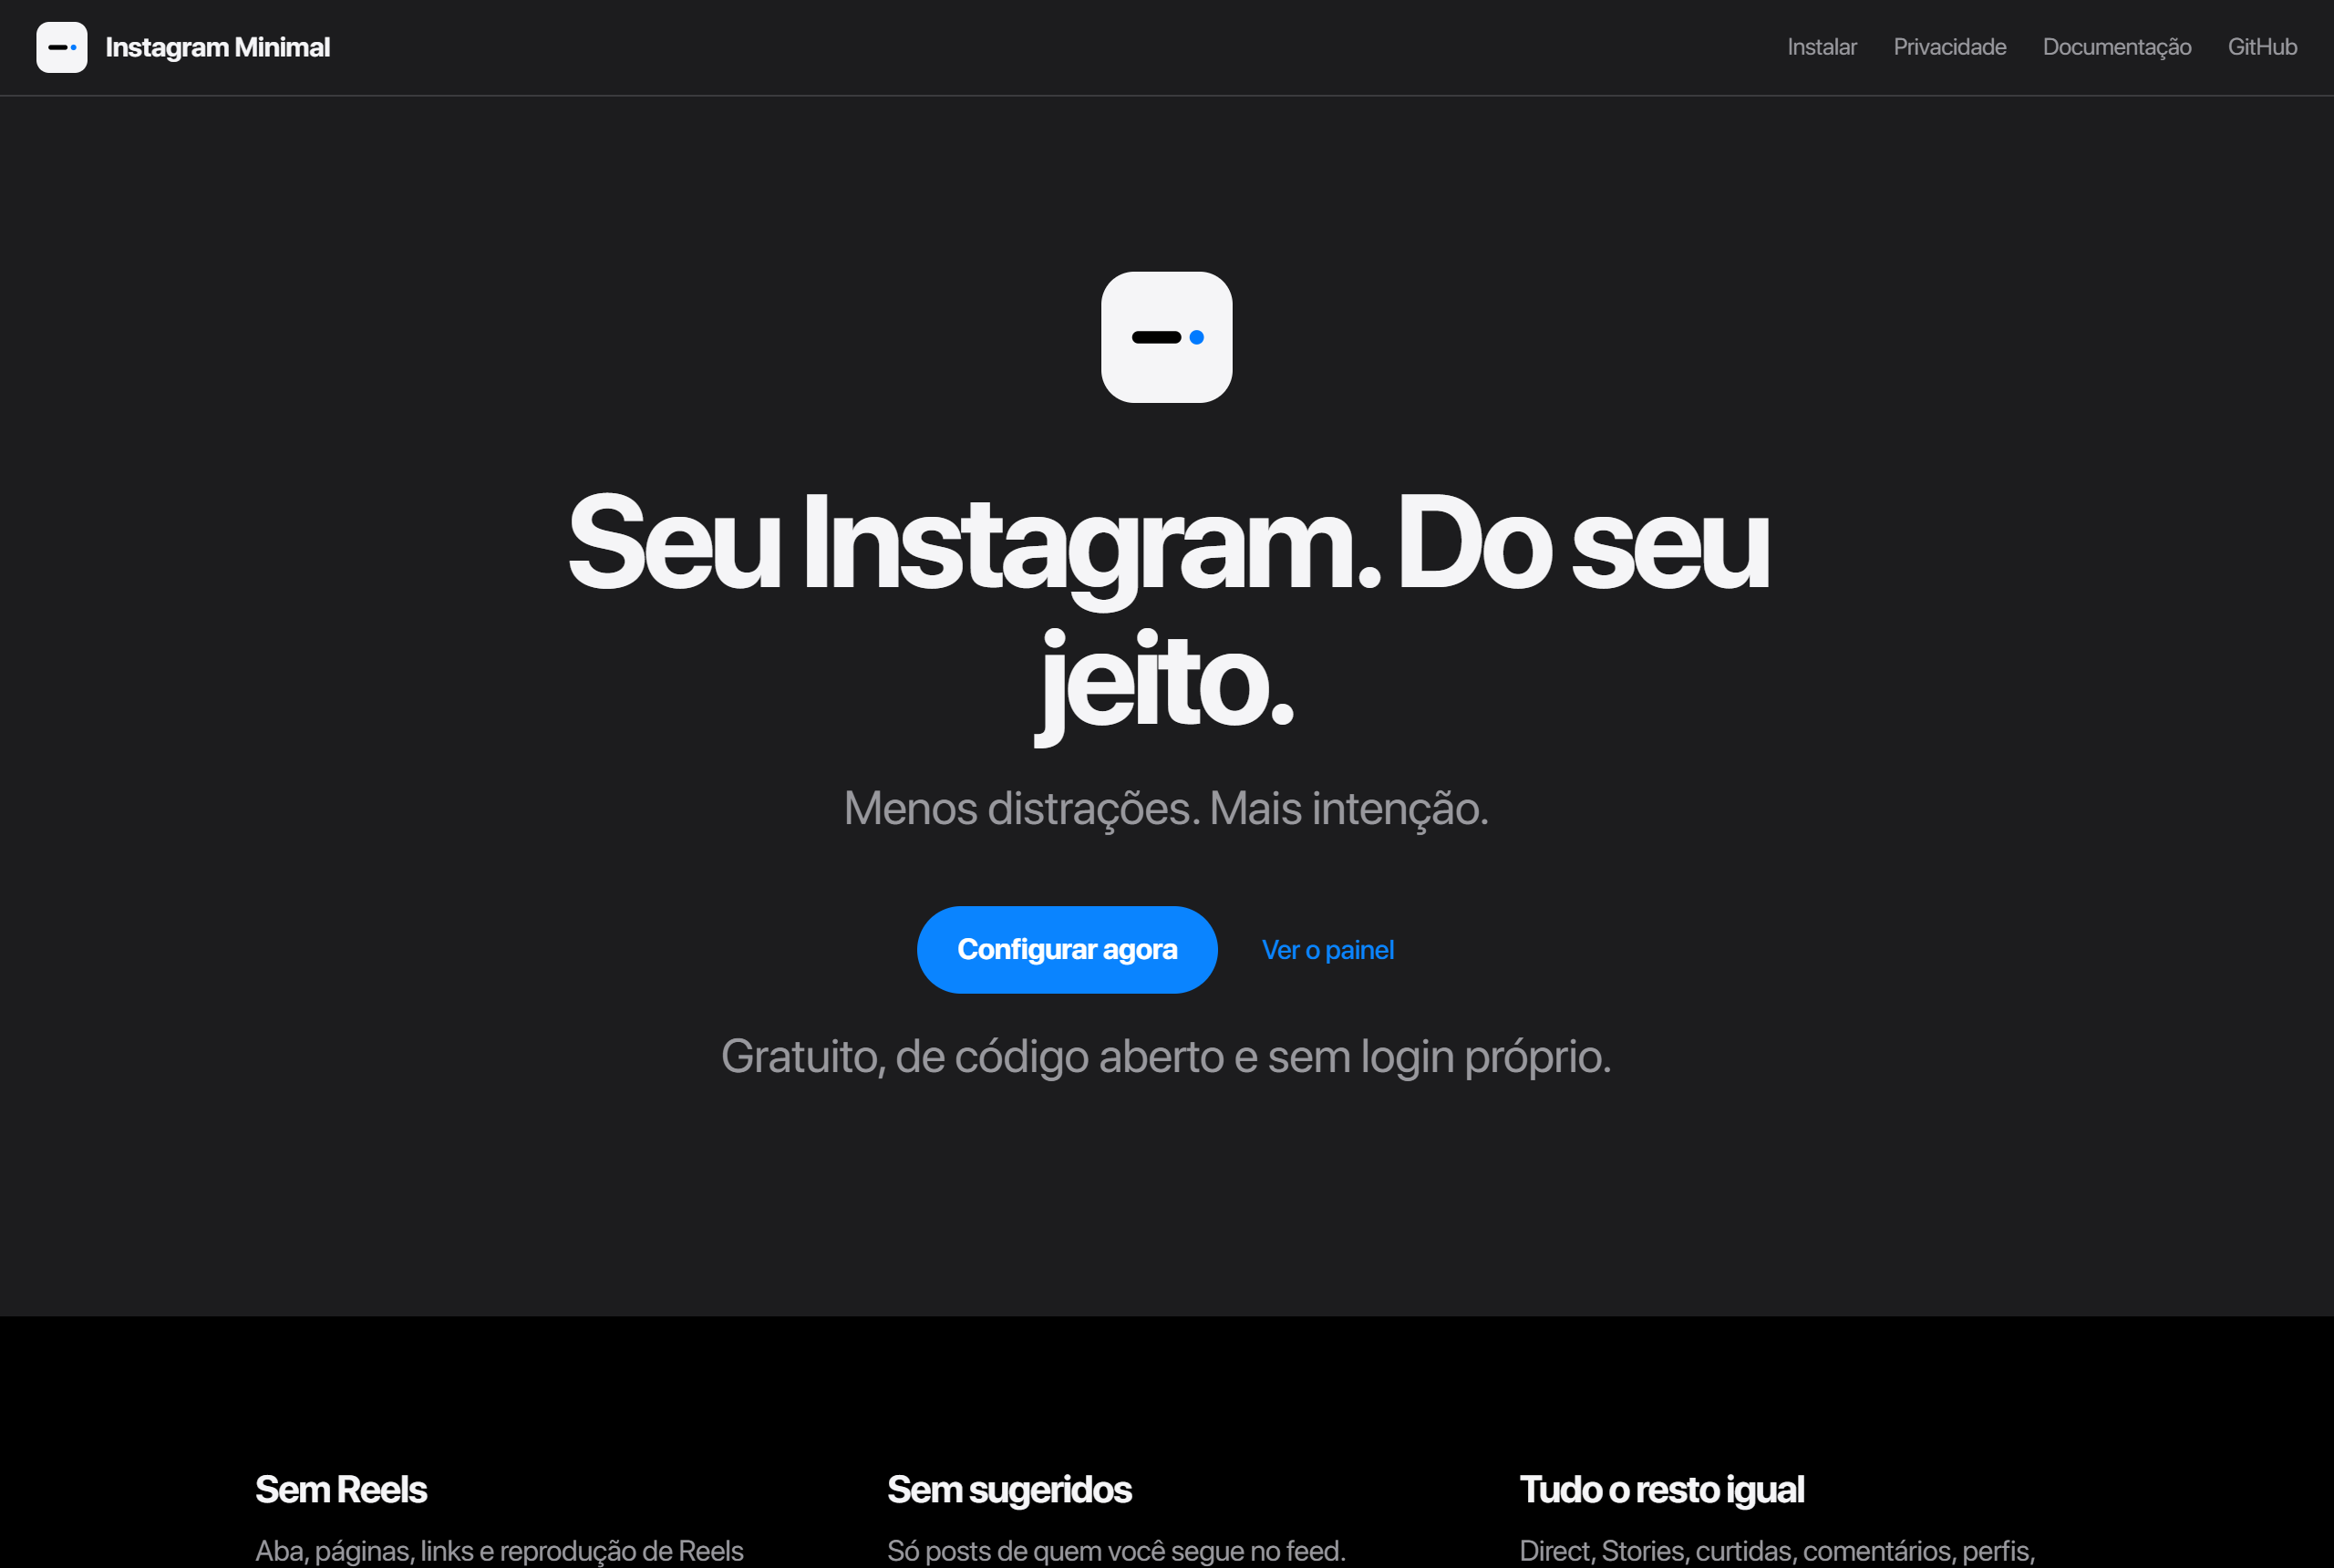 Instagram Minimal
Instalar Privacidade Documentação GitHub
Seu Instagram. Do seu
jeito.
Menos distrações. Mais intenção.
Configurar agora
Ver o painel
Gratuito, de código aberto e sem login próprio.
Sem Reels
Aba, páginas, links e reprodução de Reels
Sem sugeridos
Só posts de quem você segue no feed.
Tudo o resto igual
Direct, Stories, curtidas, comentários, perfis,